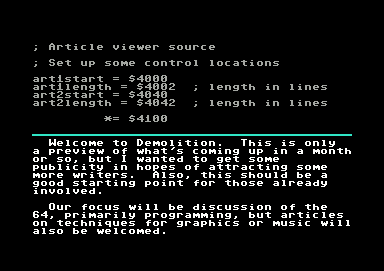 ; Article viewer source
; Set up some control locations
art1start = $4000
art1length = $4002  ; length in lines
art2start = $4040
art2length = $4042  ; length in lines
*= $4100
Welcome to Demolition.  This is only
a preview of what's coming up in a month
or so, but I wanted to get some
publicity in hopes of attracting some
more writers.  Also, this should be a
good starting point for those already
involved.
Our focus will be discussion of the
64, primarily programming, but articles
on techniques for graphics or music will
also be welcomed.